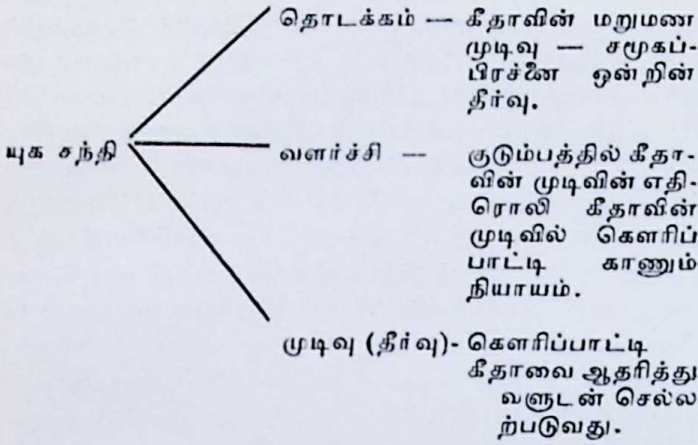 தொடக்கம் — கீதாவின் மறுமண
முடிவு — சமூகப்-
பிரச்னை ஒன்றின்
தீர்வு.
யுக சந்தி
வளர்ச்சி — குடும்பத்தில் கீதா-
வின் முடிவின் எதி-
ரொலி கீதாவின்
முடிவில் கௌரிப்
பாட்டி காணும்
நியாயம்.
முடிவு (தீர்வு)- கௌரிப்பாட்டி
கீதாவை ஆதரித்து
வளுடன் செல்ல
ற்படுவது.